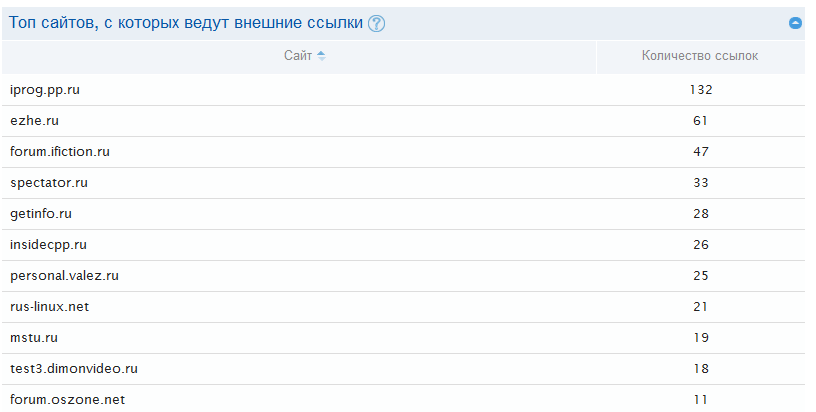 Топ сайтов, с которых ведут внешние ссылки ?
Сайт Количество ссылок
iprog.pp.ru 132
ezhe.ru 61
forum.ifiction.ru 47
spectator.ru 33
getinfo.ru 28
insidecpp.ru 26
personal.valez.ru 25
rus-linux.net 21
mstu.ru 19
test3.dimonvideo.ru 18
forum.oszone.net 11